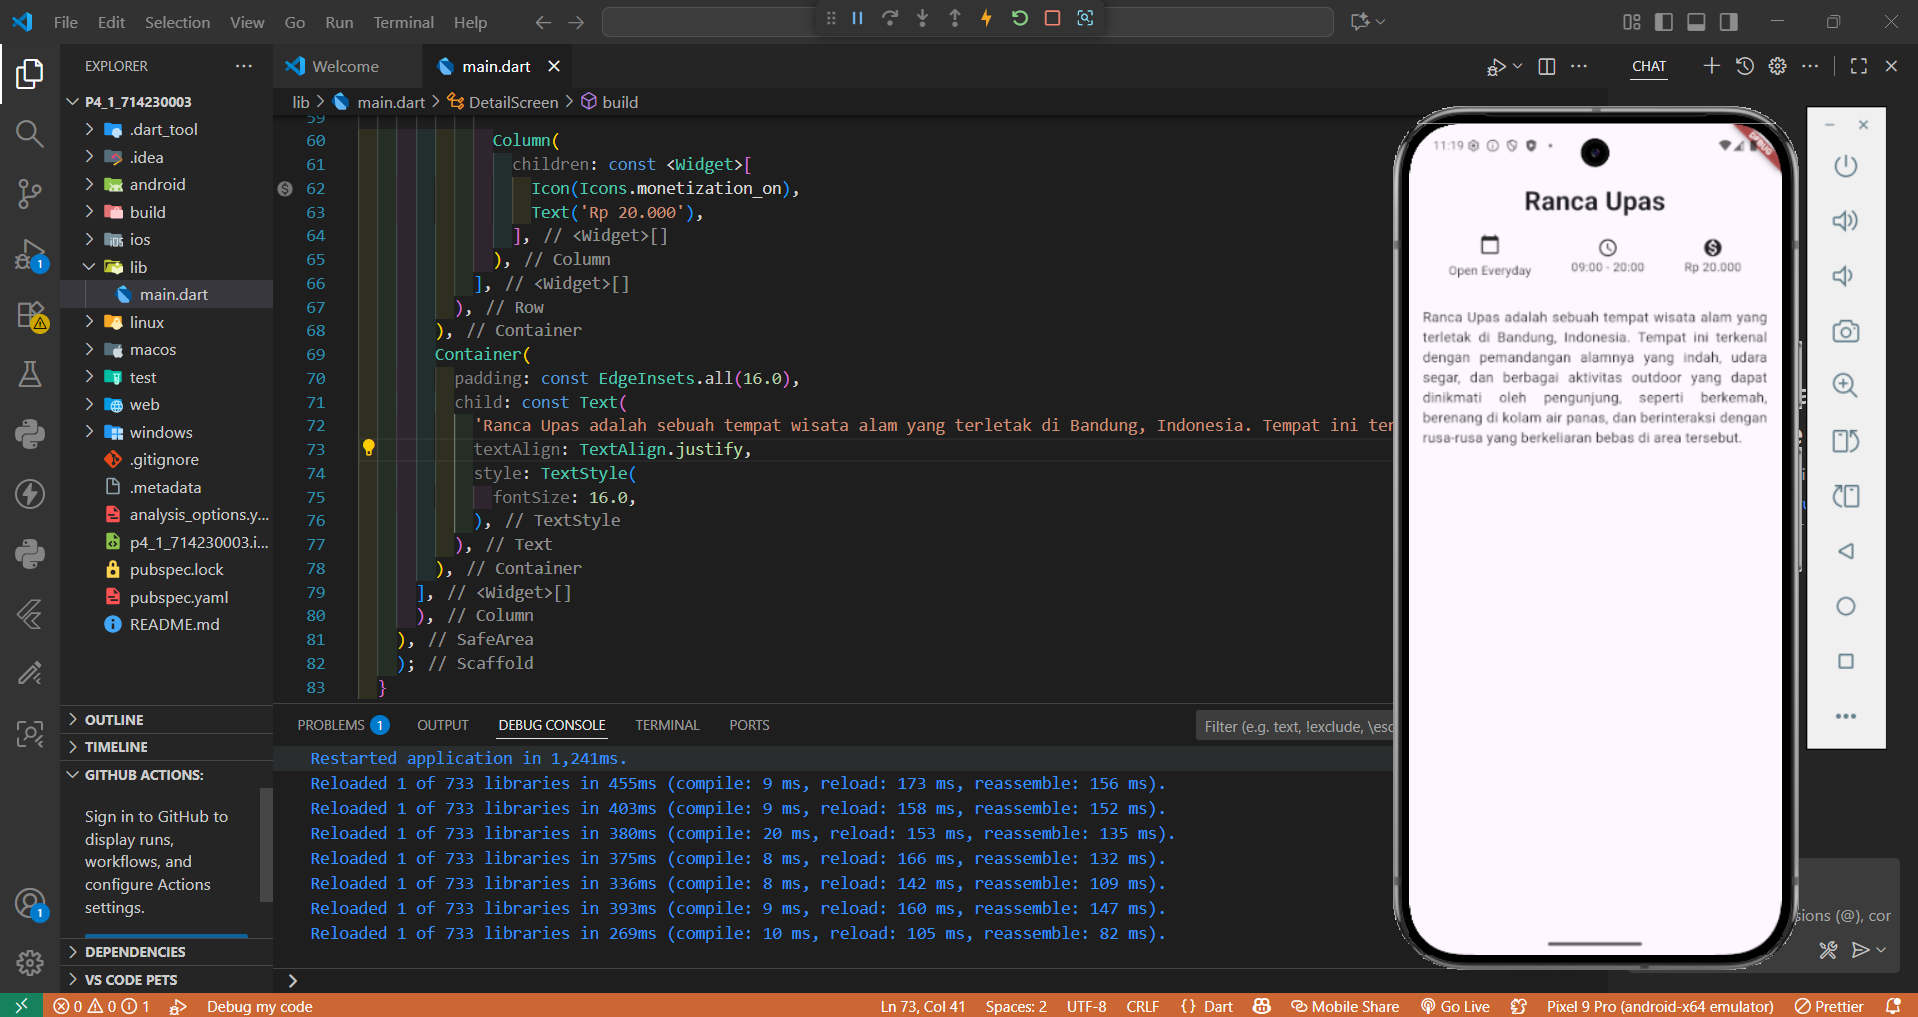 File Edit Selection View Go Run Terminal Help
EXPLORER
P4_1_714230003
.dart_tool
.idea
android
build
ios
lib
main.dart
linux
macos
test
web
windows
.gitignore
.metadata
analysis_options.y...
p4_1_714230003.i...
pubspec.lock
pubspec.yaml
README.md
OUTLINE
TIMELINE
GITHUB ACTIONS:
Sign in to GitHub to
display runs,
workflows, and
configure Actions
settings.
DEPENDENCIES
VS CODE PETS
Welcome
main.dart
lib > main.dart > DetailScreen > build
59
60 Column(
61 children: const <Widget>[
62 Icon(Icons.monetization_on),
63 Text('Rp 20.000'),
64 ], // <Widget>[]
65 ), // Column
66 ], // <Widget>[]
67 ), // Row
68 ), // Container
69 Container(
70 padding: const EdgeInsets.all(16.0),
71 child: const Text(
72 'Ranca Upas adalah sebuah tempat wisata alam yang terletak di Bandung, Indonesia. Tempat ini ter
73 textAlign: TextAlign.justify,
74 style: TextStyle(
75 fontSize: 16.0,
76 ), // TextStyle
77 ), // Text
78 ), // Container
79 ], // <Widget>[]
80 ), // Column
81 ), // SafeArea
82 ); // Scaffold
83 }
PROBLEMS 1 OUTPUT DEBUG CONSOLE TERMINAL PORTS
Filter (e.g. text, !exclude, \esc
Restarted application in 1,241ms.
Reloaded 1 of 733 libraries in 455ms (compile: 9 ms, reload: 173 ms, reassemble: 156 ms).
Reloaded 1 of 733 libraries in 403ms (compile: 9 ms, reload: 158 ms, reassemble: 152 ms).
Reloaded 1 of 733 libraries in 380ms (compile: 20 ms, reload: 153 ms, reassemble: 135 ms).
Reloaded 1 of 733 libraries in 375ms (compile: 8 ms, reload: 166 ms, reassemble: 132 ms).
Reloaded 1 of 733 libraries in 336ms (compile: 8 ms, reload: 142 ms, reassemble: 109 ms).
Reloaded 1 of 733 libraries in 393ms (compile: 9 ms, reload: 160 ms, reassemble: 147 ms).
Reloaded 1 of 733 libraries in 269ms (compile: 10 ms, reload: 105 ms, reassemble: 82 ms).
CHAT
11:19
DEBUG
Ranca Upas
Open Everyday
09:00 - 20:00
Rp 20.000
Ranca Upas adalah sebuah tempat wisata alam yang
terletak di Bandung, Indonesia. Tempat ini terkenal
dengan pemandangan alamnya yang indah, udara
segar, dan berbagai aktivitas outdoor yang dapat
dinikmati oleh pengunjung, seperti berkemah,
berenang di kolam air panas, dan berinteraksi dengan
rusa-rusa yang berkeliaran bebas di area tersebut.
sions (@), cor
0 0 1 Debug my code
Ln 73, Col 41 Spaces: 2 UTF-8 CRLF {} Dart Mobile Share Go Live Pixel 9 Pro (android-x64 emulator) Prettier